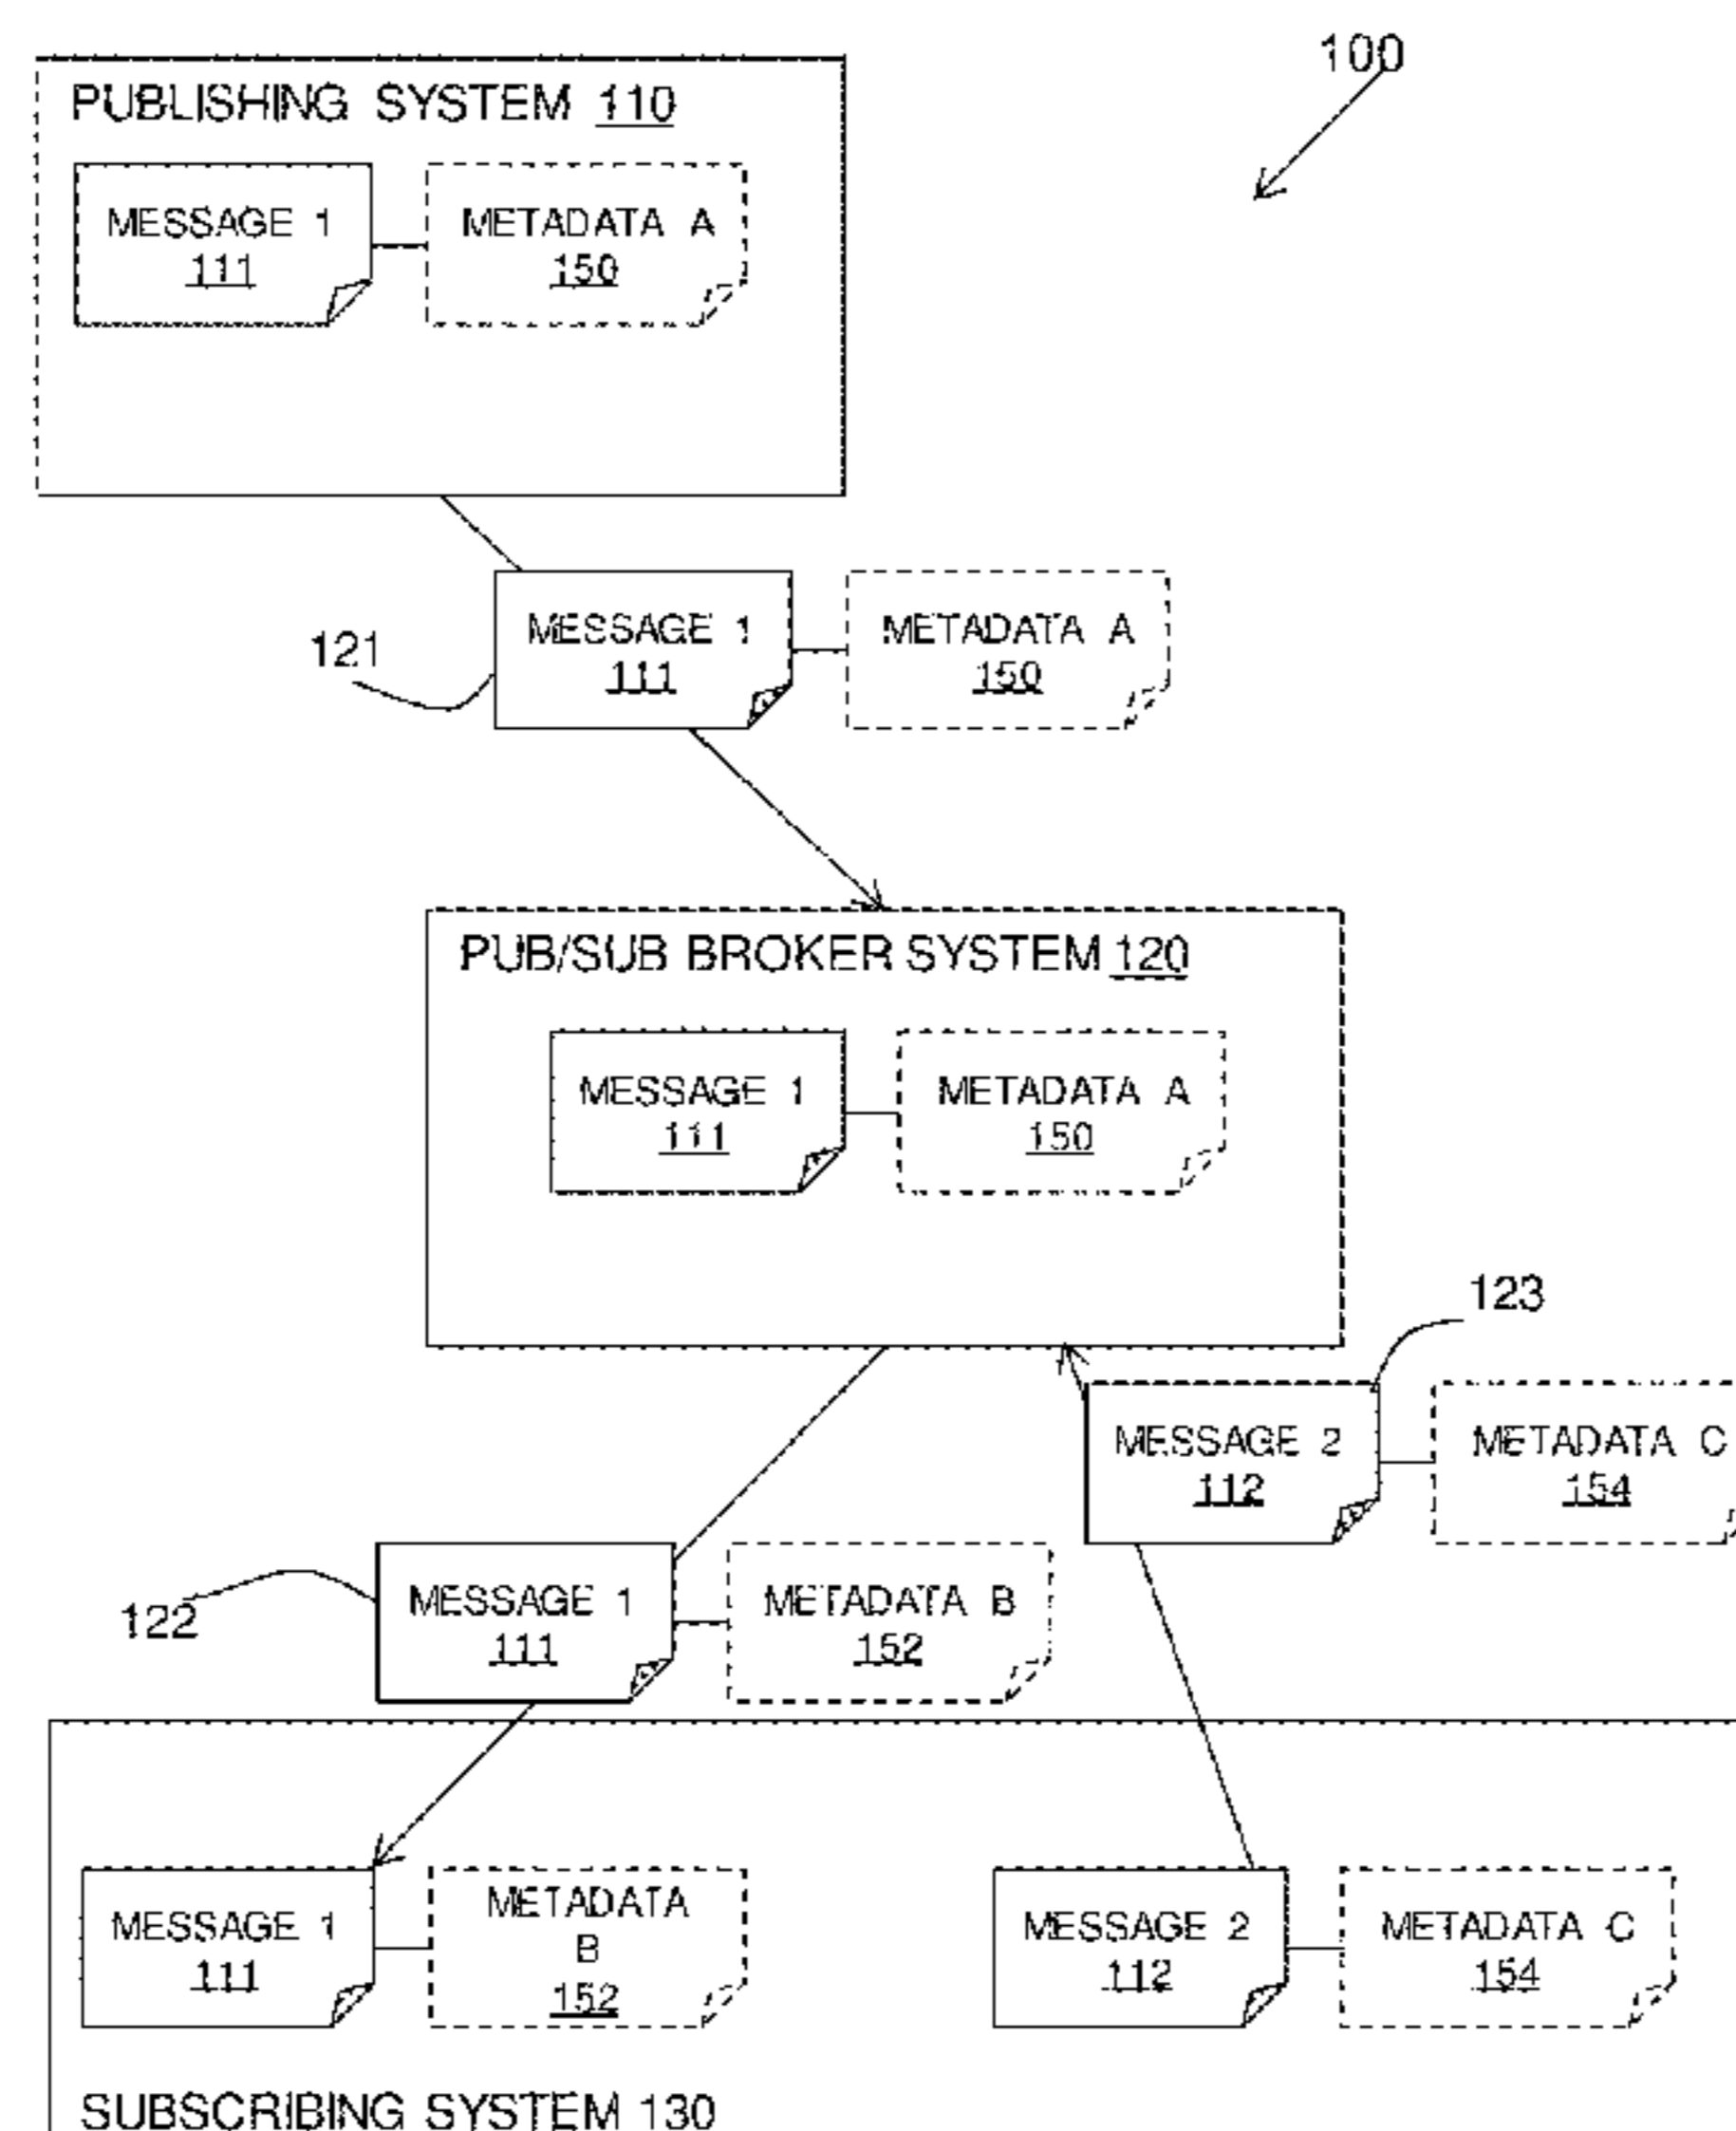 100
PUBLISHING SYSTEM 110
MESSAGE 1
111
METADATA A
150
121
MESSAGE 1
111
METADATA A
150
PUB/SUB BROKER SYSTEM 120
MESSAGE 1
111
METADATA A
150
123
MESSAGE 2
112
METADATA C
154
122
MESSAGE 1
111
METADATA B
152
MESSAGE 1
111
METADATA
B
152
MESSAGE 2
112
METADATA C
154
SUBSCRIBING SYSTEM 130